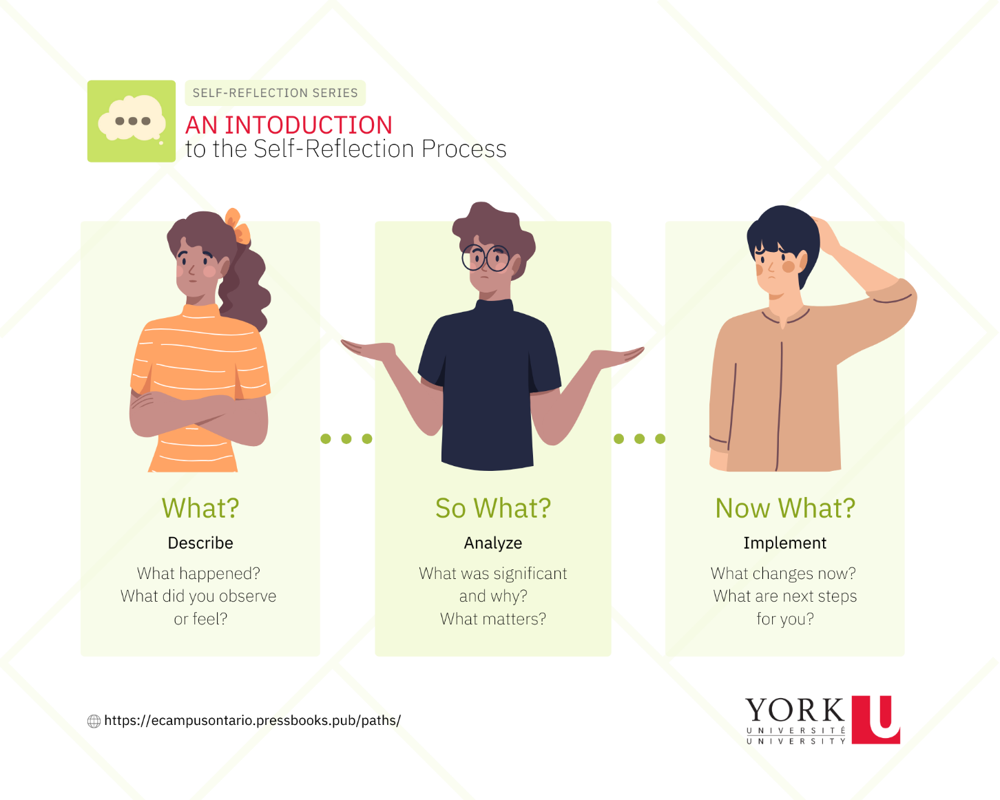 SELF-REFLECTION SERIES
AN INTODUCTION
to the Self-Reflection Process
What?
Describe
What happened?
What did you observe
or feel?
So What?
Analyze
What was significant
and why?
What matters?
Now What?
Implement
What changes now?
What are next steps
for you?
https://ecampusontario.pressbooks.pub/paths/
YORK
UNIVERSITÉ
UNIVERSITY
U